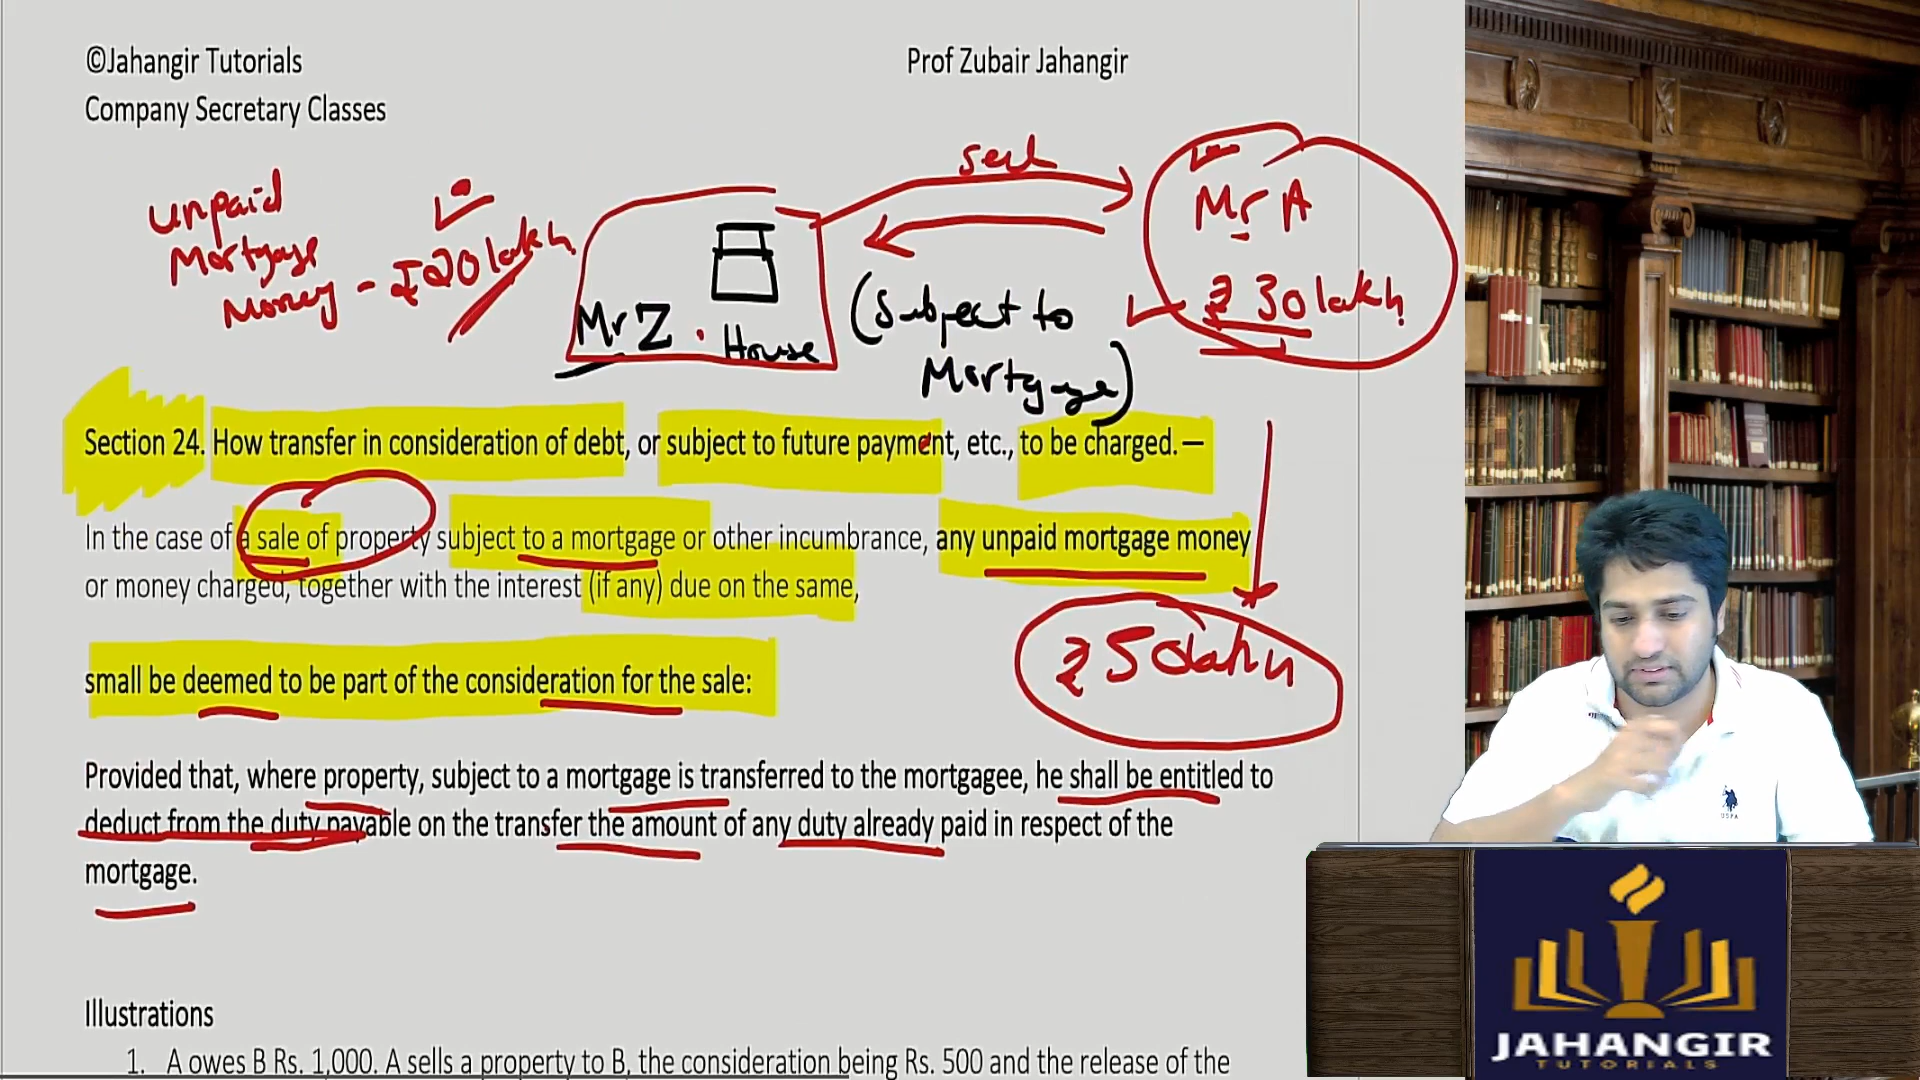 ©Jahangir Tutorials
Prof Zubair Jahangir
Company Secretary Classes
unpaid
Mortgage
Money - ₹20 lakh
sell
Mr A
₹ 30 lakh
Mr Z . House
(Subject to
Mortgage)
Section 24. How transfer in consideration of debt, or subject to future payment, etc., to be charged. —
In the case of a sale of property subject to a mortgage or other incumbrance, any unpaid mortgage money
or money charged, together with the interest (if any) due on the same,
small be deemed to be part of the consideration for the sale:
₹ 50 lakh
Provided that, where property, subject to a mortgage is transferred to the mortgagee, he shall be entitled to
deduct from the duty payable on the transfer the amount of any duty already paid in respect of the
mortgage.
Illustrations
1. A owes B Rs. 1,000. A sells a property to B, the consideration being Rs. 500 and the release of the
USPA
JAHANGIR
TUTORIALS